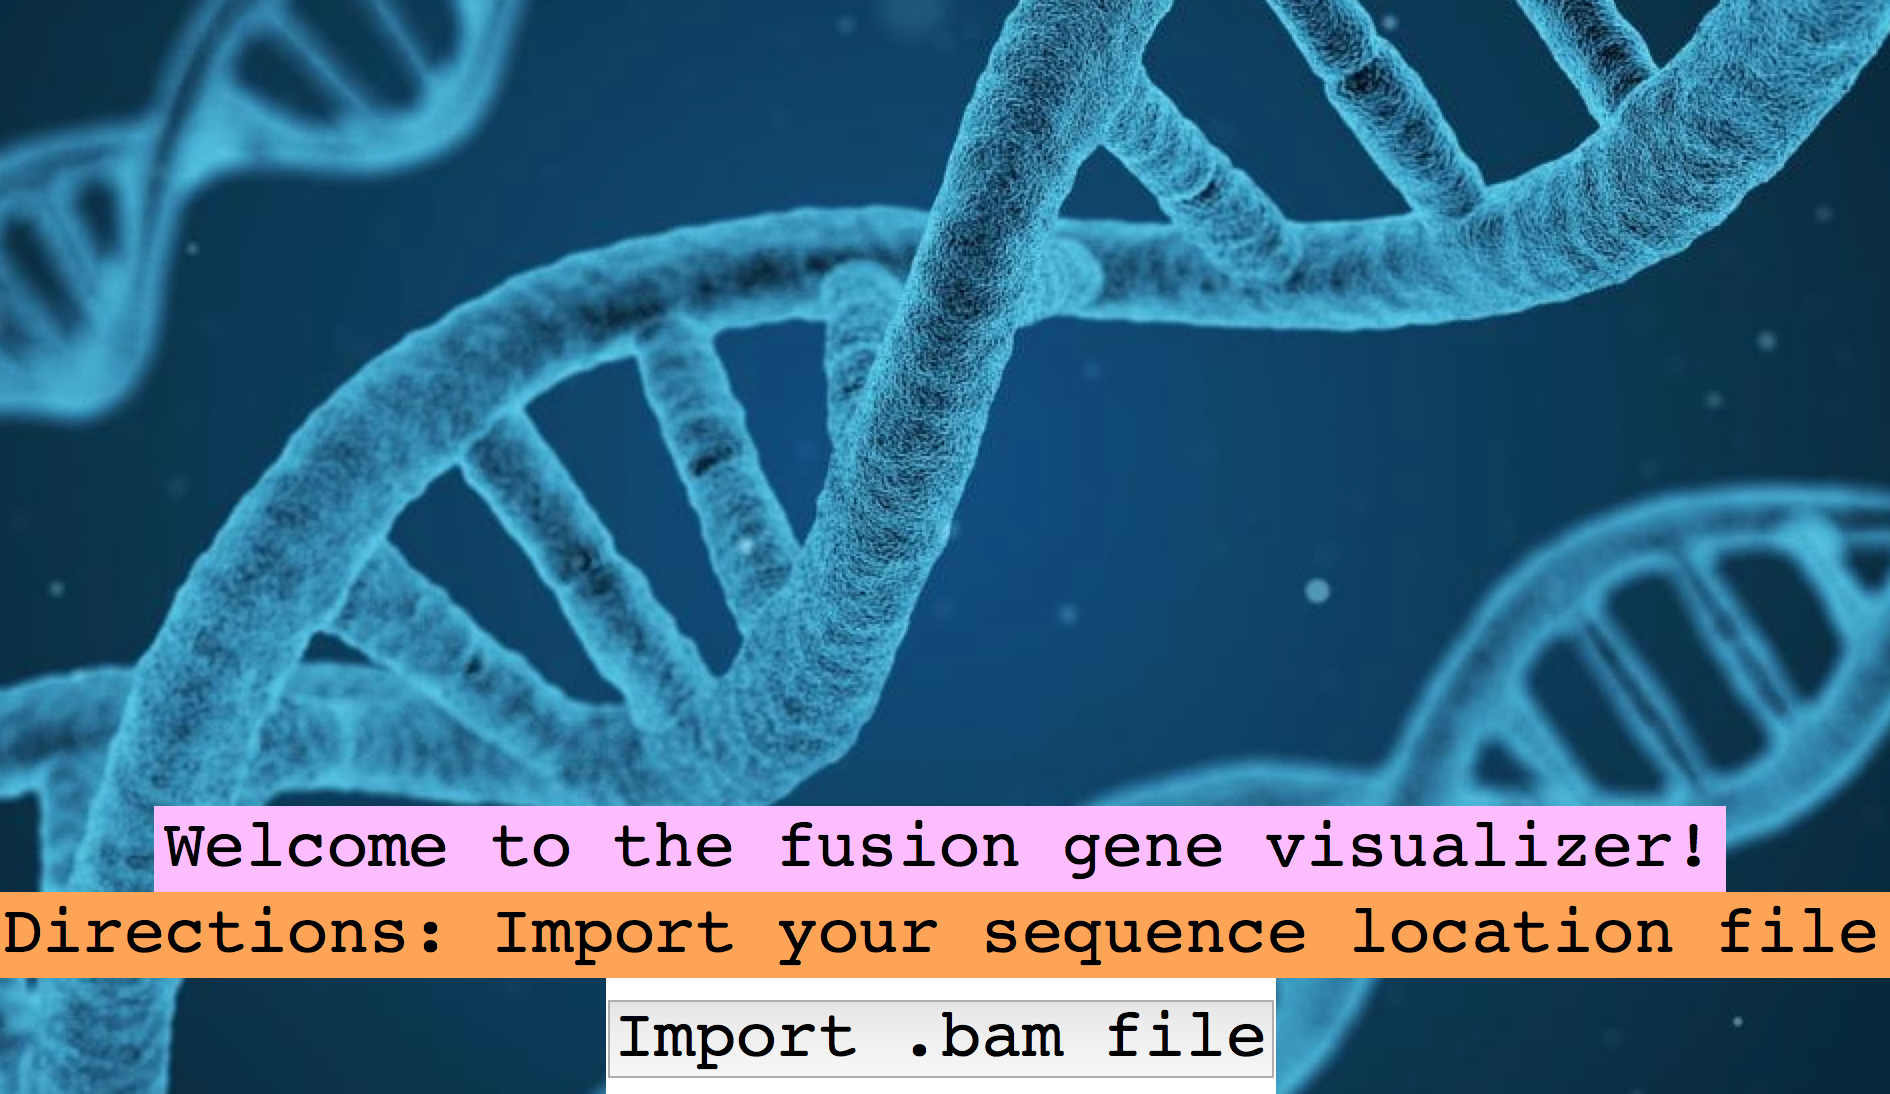 Welcome to the fusion gene visualizer!
Directions: Import your sequence location file
Import .bam file